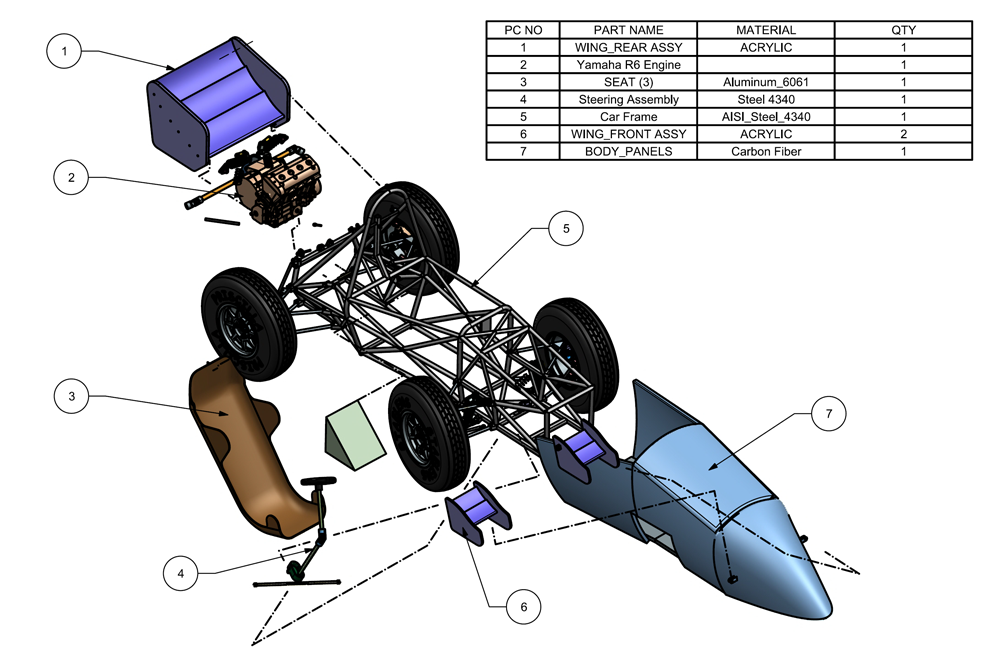 PC NO PART NAME MATERIAL QTY
1 WING_REAR ASSY ACRYLIC 1
2 Yamaha R6 Engine 1
3 SEAT (3) Aluminum_6061 1
4 Steering Assembly Steel 4340 1
5 Car Frame AISI_Steel_4340 1
6 WING_FRONT ASSY ACRYLIC 2
7 BODY_PANELS Carbon Fiber 1
1
2
5
3
7
4
6